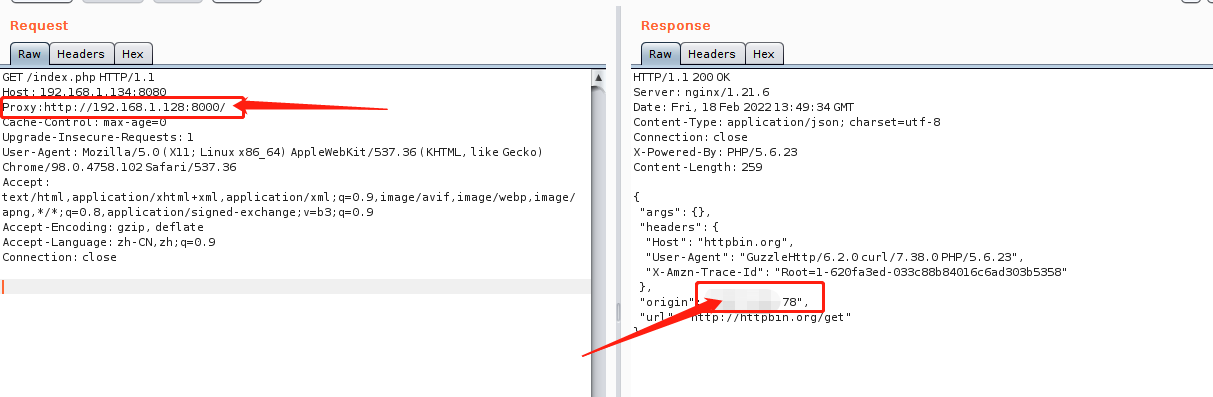 Request
Raw Headers Hex
GET /index.php HTTP/1.1
Host: 192.168.1.134:8080
Proxy:http://192.168.1.128:8000/
Cache-Control: max-age=0
Upgrade-Insecure-Requests: 1
User-Agent: Mozilla/5.0 (X11; Linux x86_64) AppleWebKit/537.36 (KHTML, like Gecko)
Chrome/98.0.4758.102 Safari/537.36
Accept:
text/html,application/xhtml+xml,application/xml;q=0.9,image/avif,image/webp,image/
apng,*/*;q=0.8,application/signed-exchange;v=b3;q=0.9
Accept-Encoding: gzip, deflate
Accept-Language: zh-CN,zh;q=0.9
Connection: close
Response
Raw Headers Hex
HTTP/1.1 200 OK
Server: nginx/1.21.6
Date: Fri, 18 Feb 2022 13:49:34 GMT
Content-Type: application/json; charset=utf-8
Connection: close
X-Powered-By: PHP/5.6.23
Content-Length: 259
{
"args": {},
"headers": {
"Host": "httpbin.org",
"User-Agent": "GuzzleHttp/6.2.0 curl/7.38.0 PHP/5.6.23",
"X-Amzn-Trace-Id": "Root=1-620fa3ed-033c88b84016c6ad303b5358"
},
"origin": 78",
"url": "http://httpbin.org/get"
}